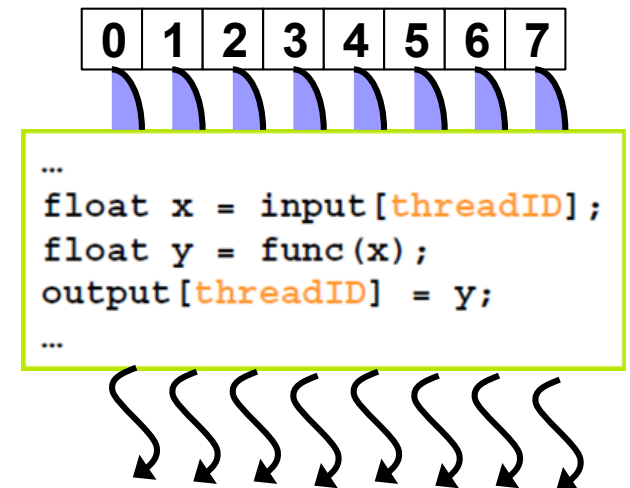 0 1 2 3 4 5 6 7
…
float x = input[threadID];
float y = func(x);
output[threadID] = y;
…